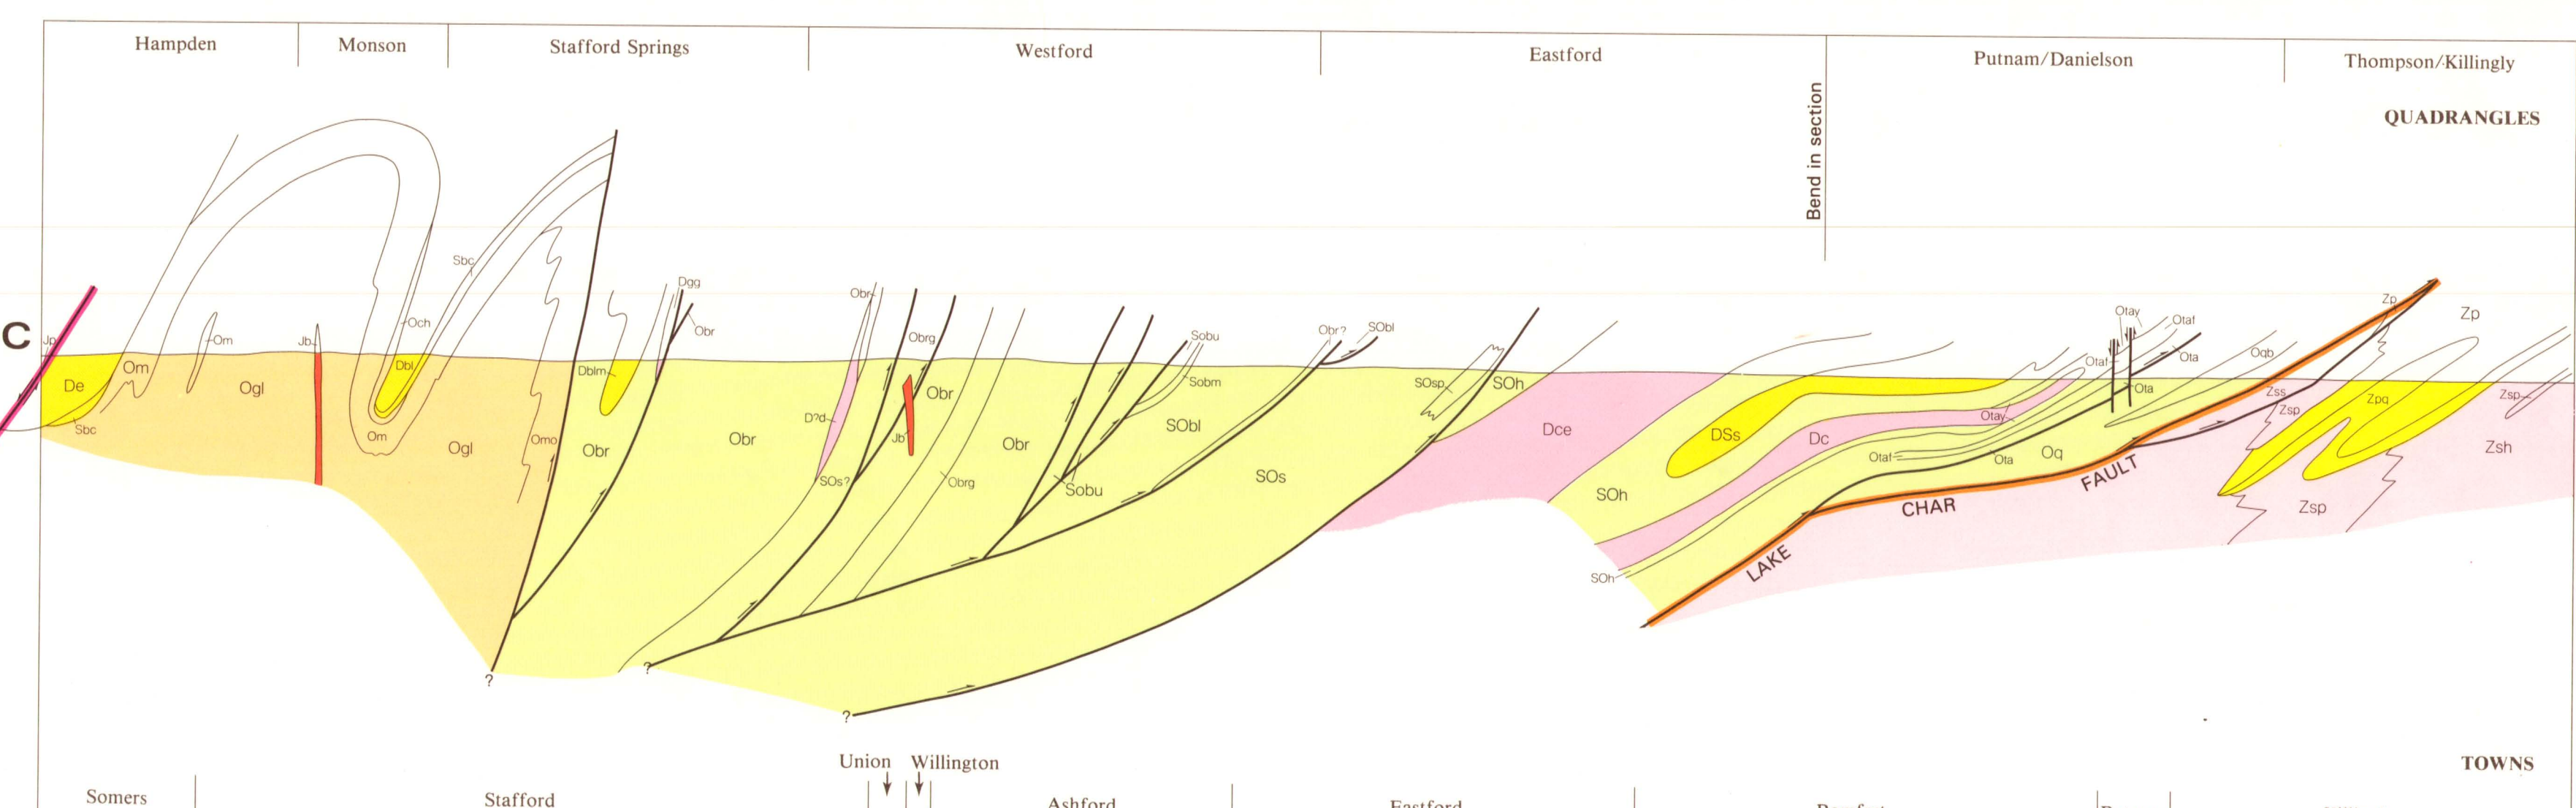 Hampden
Monson
Stafford Springs
Westford
Eastford
Putnam/Danielson
Thompson/Killingly
QUADRANGLES
Bend in section
C
Sbc
Dgg
Obr
Obr
Och
Om
Jb
Jp
Obrg
Sobu
Obr?
SObl
Otay
Otaf
Zp
Zp
De
Om
Ogl
Dbl
Dblm
Obr
Sobm
SOsp
SOh
Otaf
Ota
Oqb
Sbc
Om
Ogl
Omo
Obr
Obr
D?d
Jb
Obr
SObl
Dce
DSs
Dc
Otay
Ota
Zss
Zsp
Zpq
Zsp
SOs?
Obrg
Sobu
SOs
SOh
Otaf
Ota
Oq
Zsh
LAKE CHAR FAULT
Zsp
SOh
?
?
?
Union
Willington
TOWNS
Somers
Stafford
Ashford
Eastford